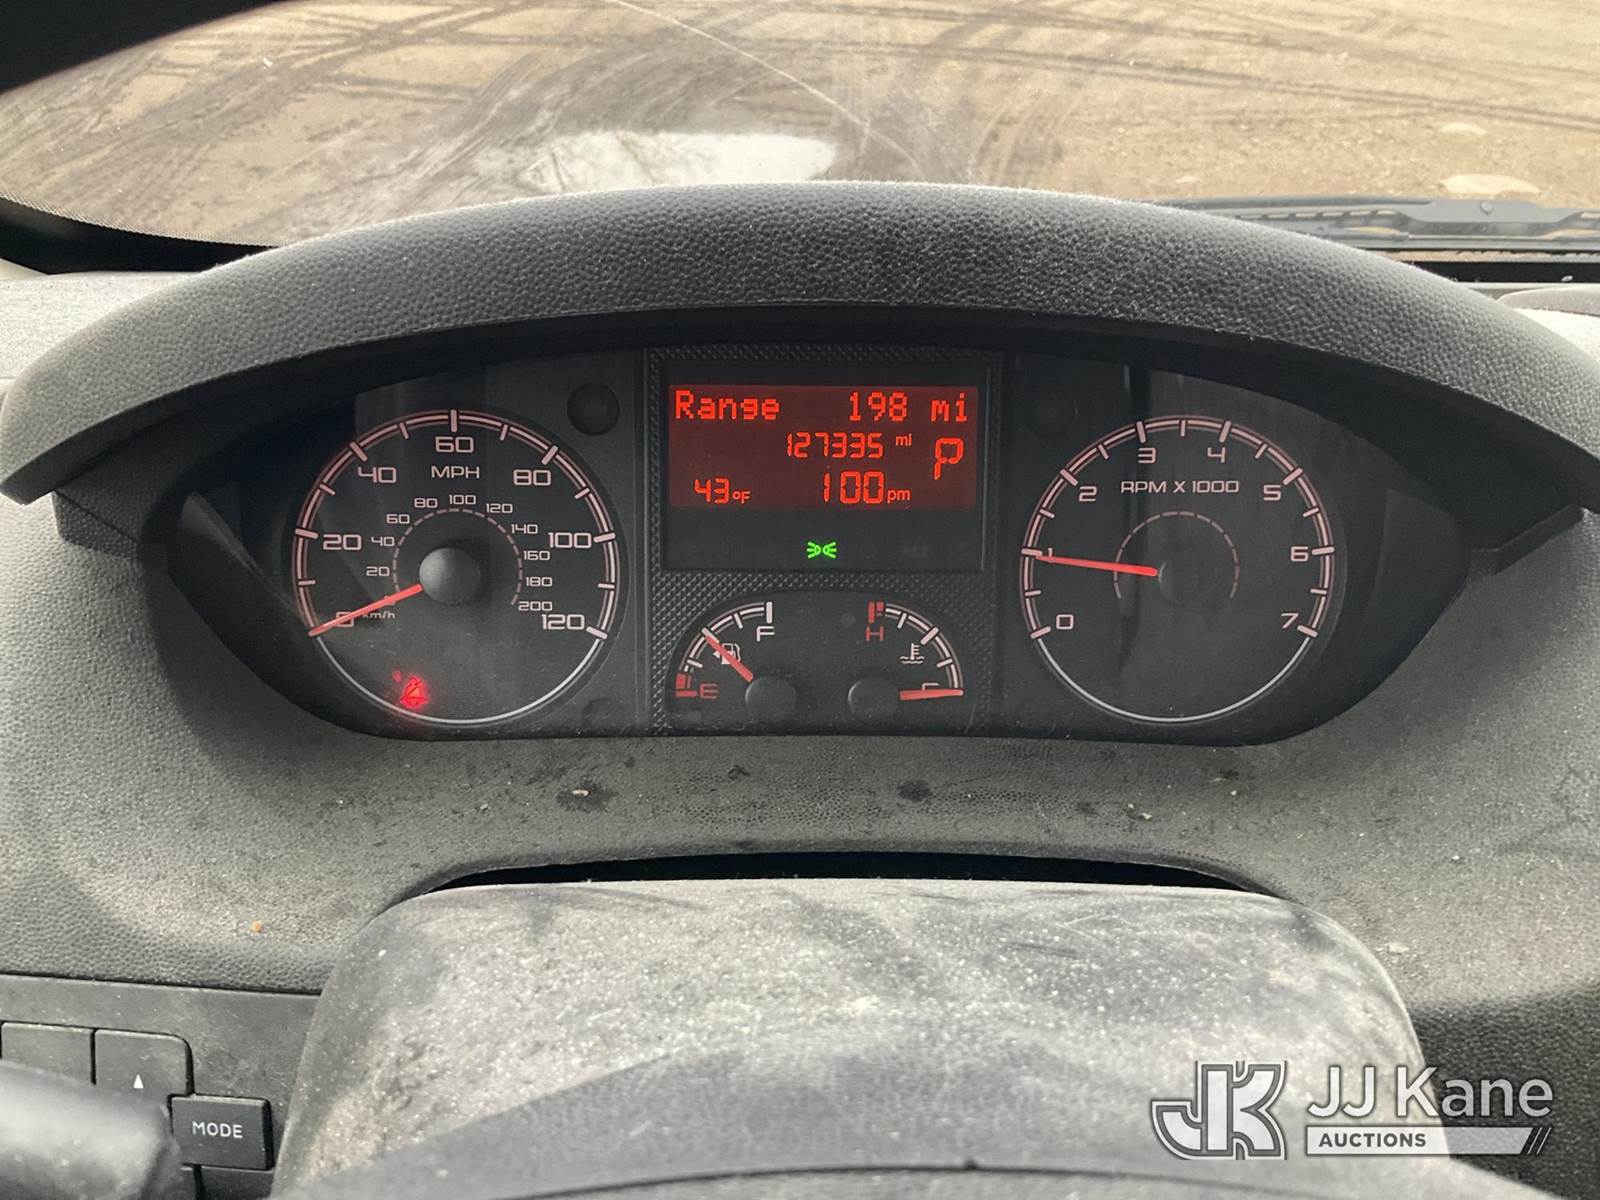 Range 198 mi
127335 mi
P
43°F 100pm
0 20 40 60 80 100 120
MPH
20 40 60 80 100 120 140 160 180 200
km/h
E F
H C
0 1 2 3 4 5 6 7
RPM X 1000
MODE
JK JJ Kane
AUCTIONS